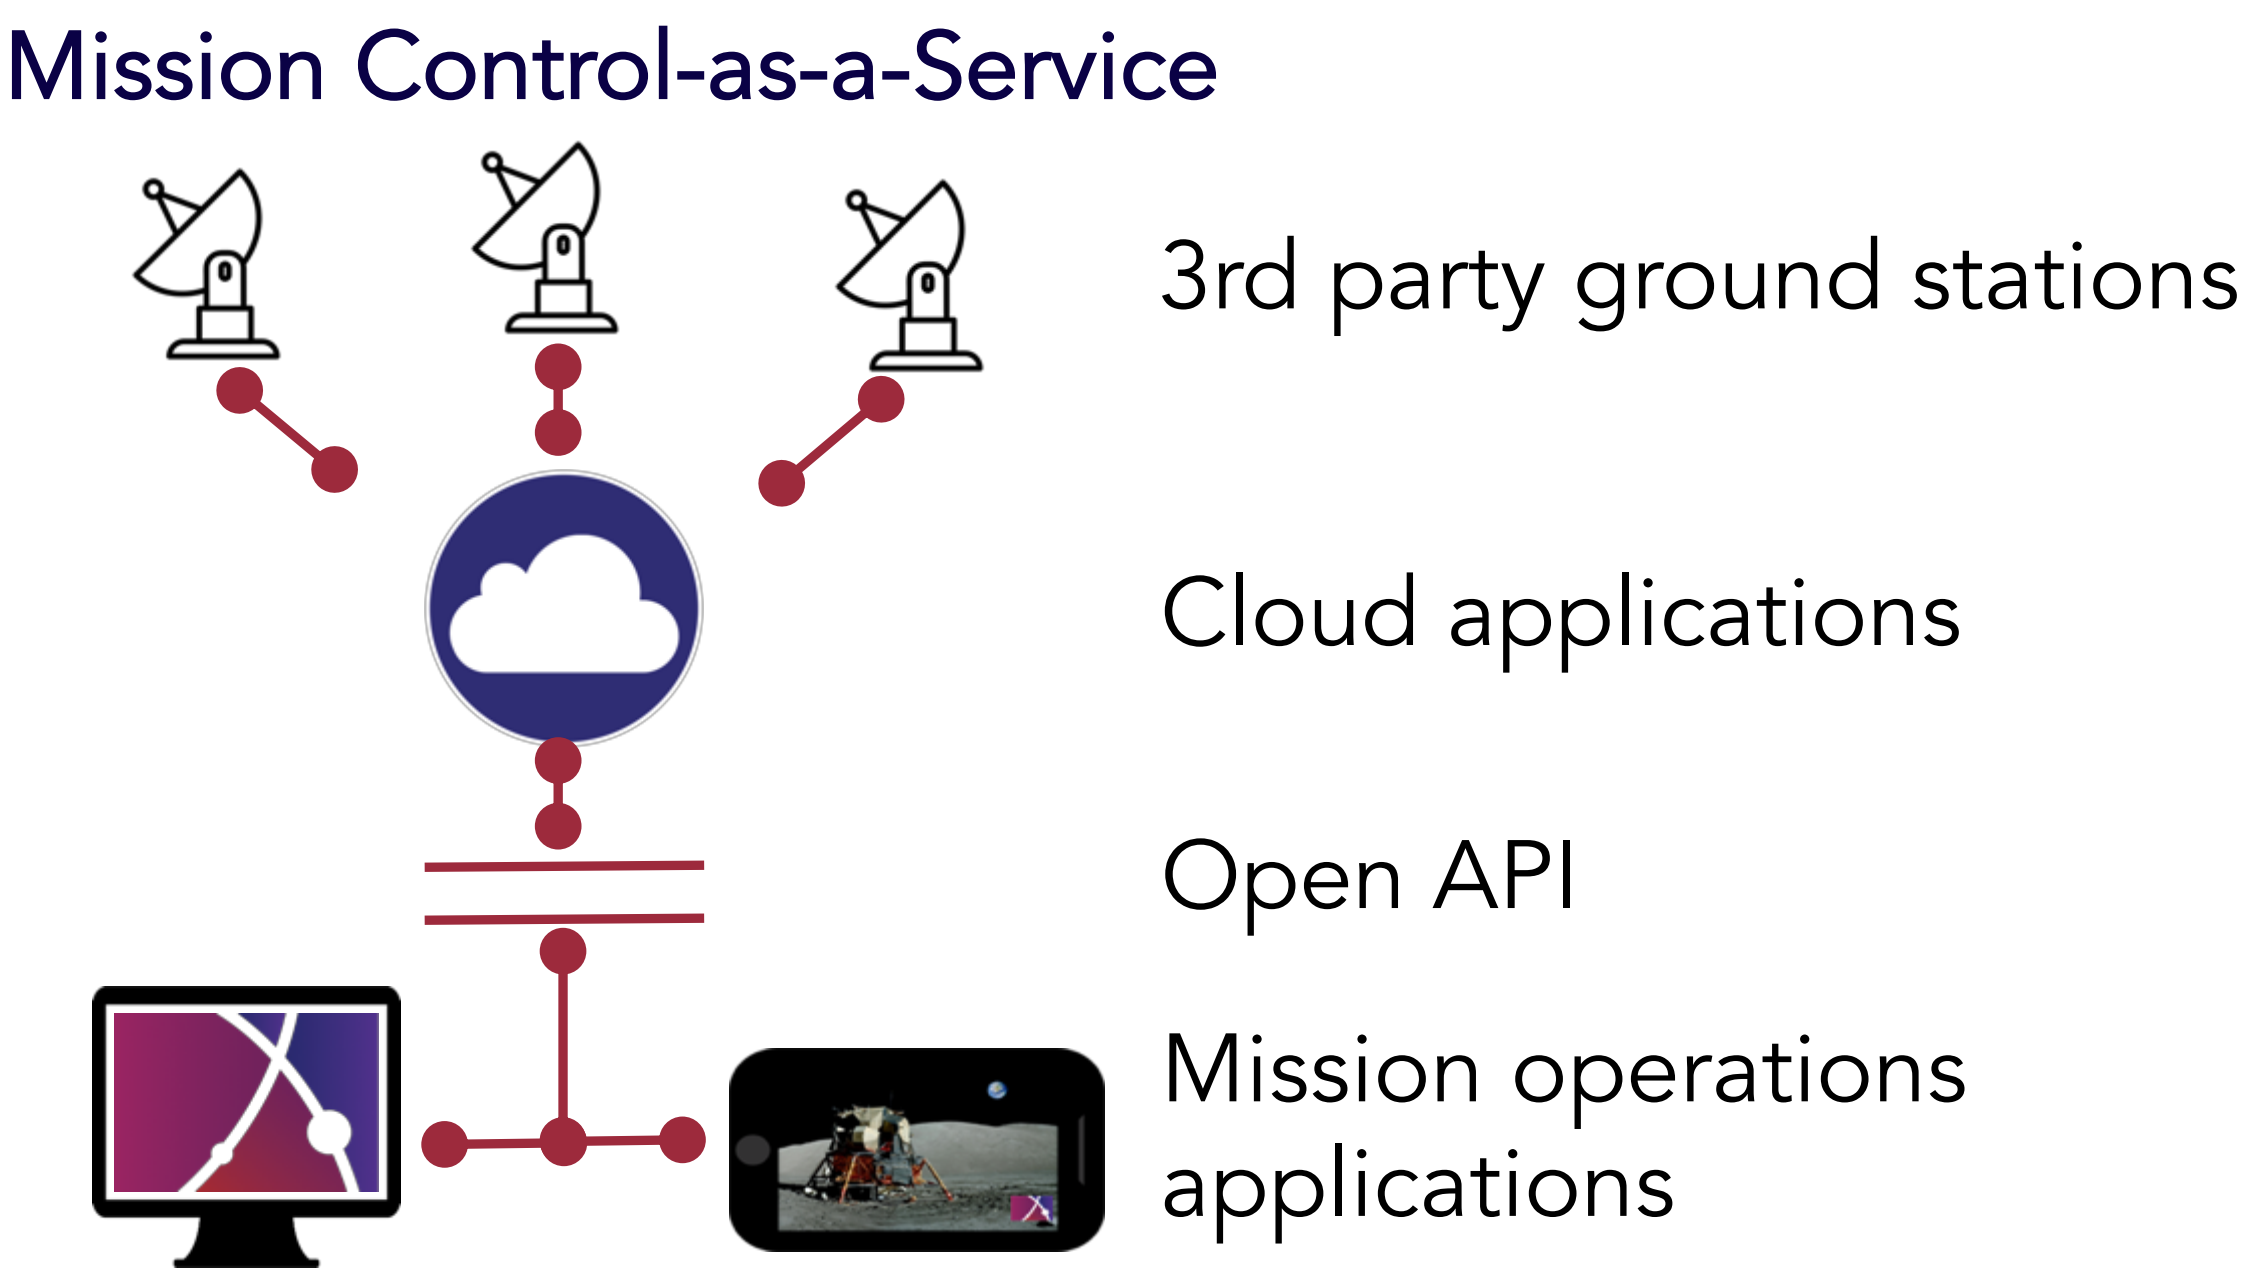 Mission Control-as-a-Service
3rd party ground stations
Cloud applications
Open API
Mission operations
applications